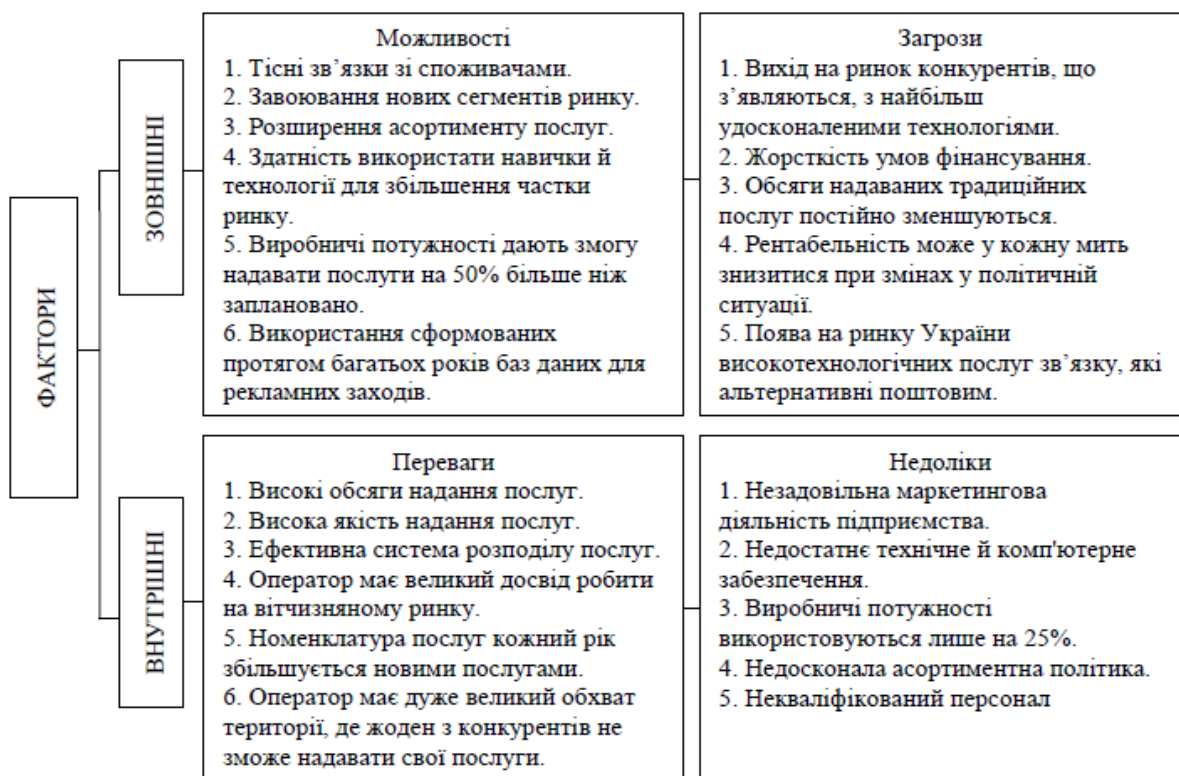 ФАКТОРИ
ЗОВНІШНІ
Можливості
1. Тісні зв’язки зі споживачами.
2. Завоювання нових сегментів ринку.
3. Розширення асортименту послуг.
4. Здатність використати навички й
технології для збільшення частки
ринку.
5. Виробничі потужності дають змогу
надавати послуги на 50% більше ніж
заплановано.
6. Використання сформованих
протягом багатьох років баз даних для
рекламних заходів.
Загрози
1. Вихід на ринок конкурентів, що
з’являються, з найбільш
удосконаленими технологіями.
2. Жорсткість умов фінансування.
3. Обсяги надаваних традиційних
послуг постійно зменшуються.
4. Рентабельність може у кожну мить
знизитися при змінах у політичній
ситуації.
5. Поява на ринку України
високотехнологічних послуг зв’язку, які
альтернативні поштовим.
ВНУТРІШНІ
Переваги
1. Високі обсяги надання послуг.
2. Висока якість надання послуг.
3. Ефективна система розподілу послуг.
4. Оператор має великий досвід робити
на вітчизняному ринку.
5. Номенклатура послуг кожний рік
збільшується новими послугами.
6. Оператор має дуже великий обхват
території, де жоден з конкурентів не
зможе надавати свої послуги.
Недоліки
1. Незадовільна маркетингова
діяльність підприємства.
2. Недостатнє технічне й комп'ютерне
забезпечення.
3. Виробничі потужності
використовуються лише на 25%.
4. Недосконала асортиментна політика.
5. Некваліфікований персонал